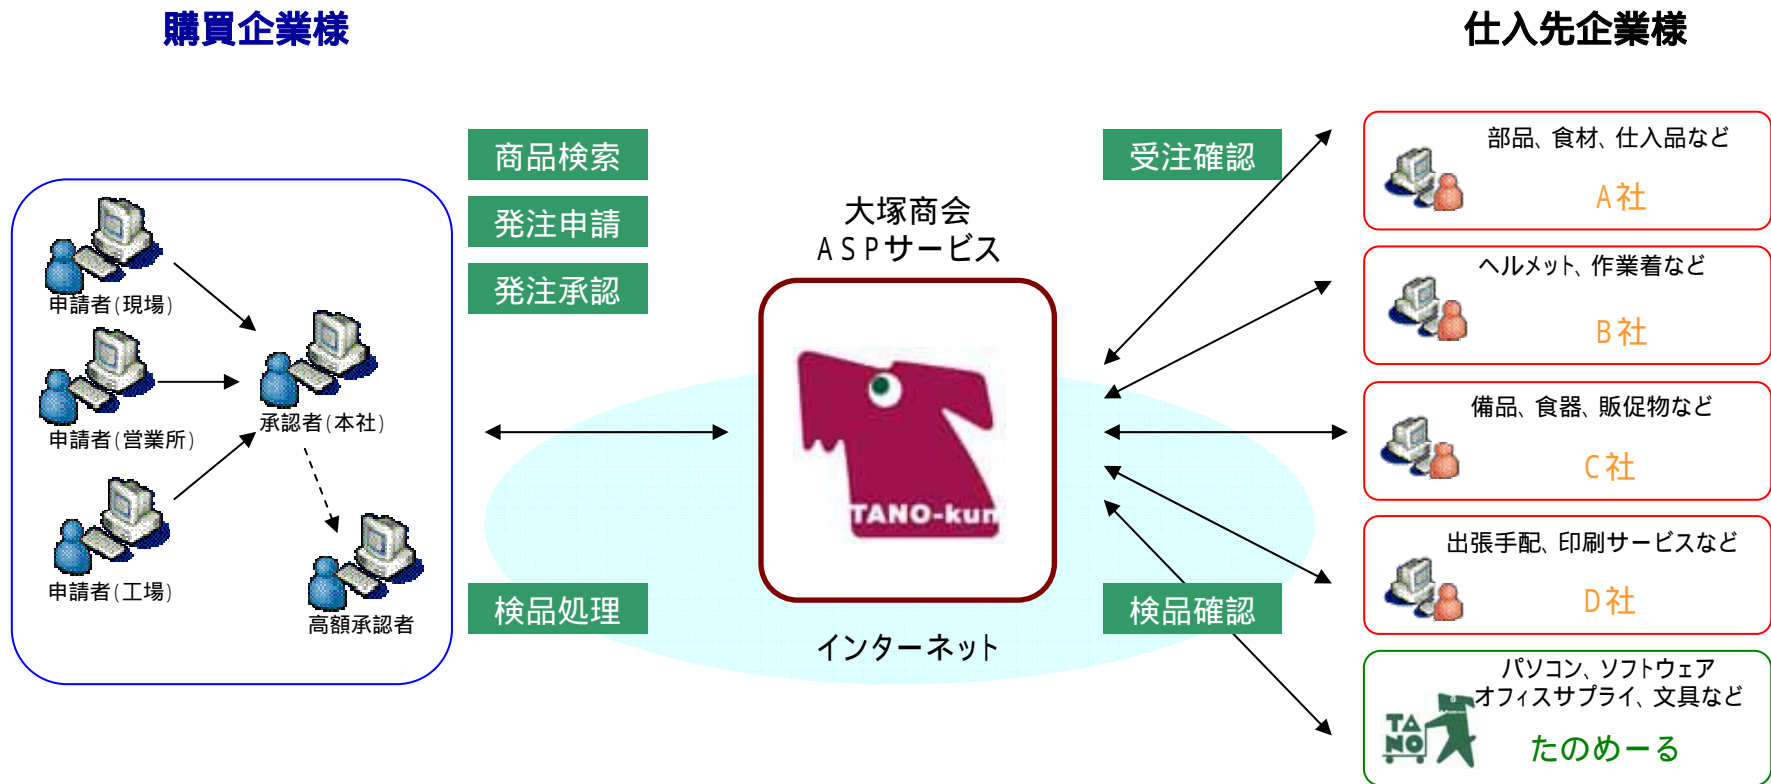 購買企業様
仕入先企業様
商品検索
発注申請
発注承認
検品処理
申請者(現場)
申請者(営業所)
申請者(工場)
承認者(本社)
高額承認者
大塚商会
ASPサービス
TANO-kun
インターネット
受注確認
検品確認
部品、食材、仕入品など
A社
ヘルメット、作業着など
B社
備品、食器、販促物など
C社
出張手配、印刷サービスなど
D社
パソコン、ソフトウェア
オフィスサプライ、文具など
TA
NO
たのめーる